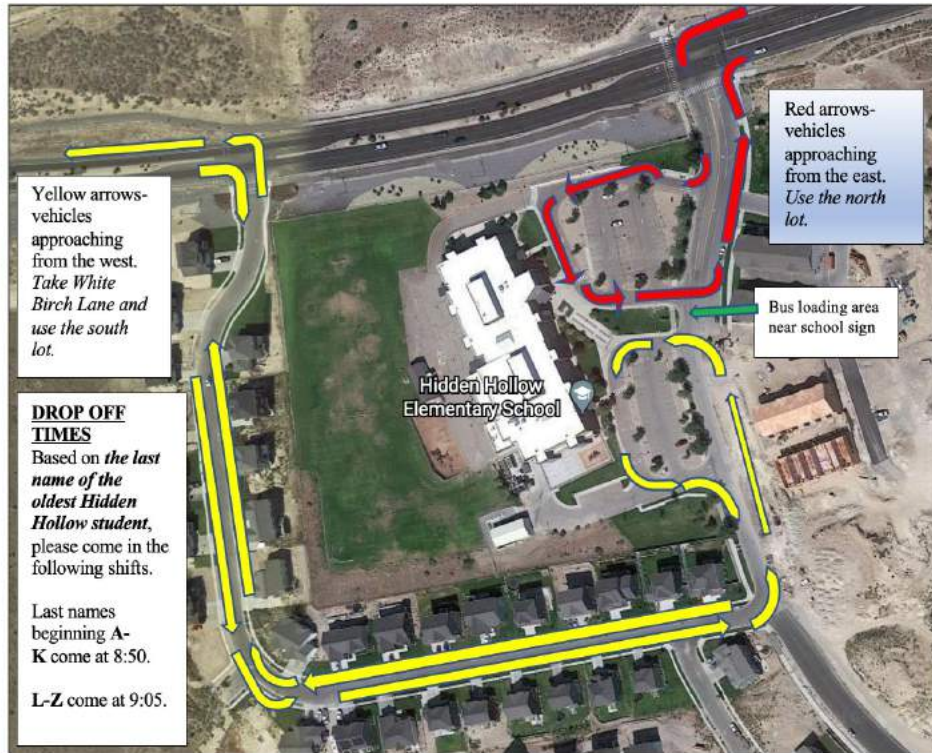 Yellow arrows-
vehicles
approaching
from the west.
Take White
Birch Lane and
use the south
lot.
Red arrows-
vehicles
approaching
from the east.
Use the north
lot.
Bus loading area
near school sign
Hidden Hollow
Elementary School
DROP OFF
TIMES
Based on the last
name of the
oldest Hidden
Hollow student,
please come in the
following shifts.
Last names
beginning A-
K come at 8:50.
L-Z come at 9:05.